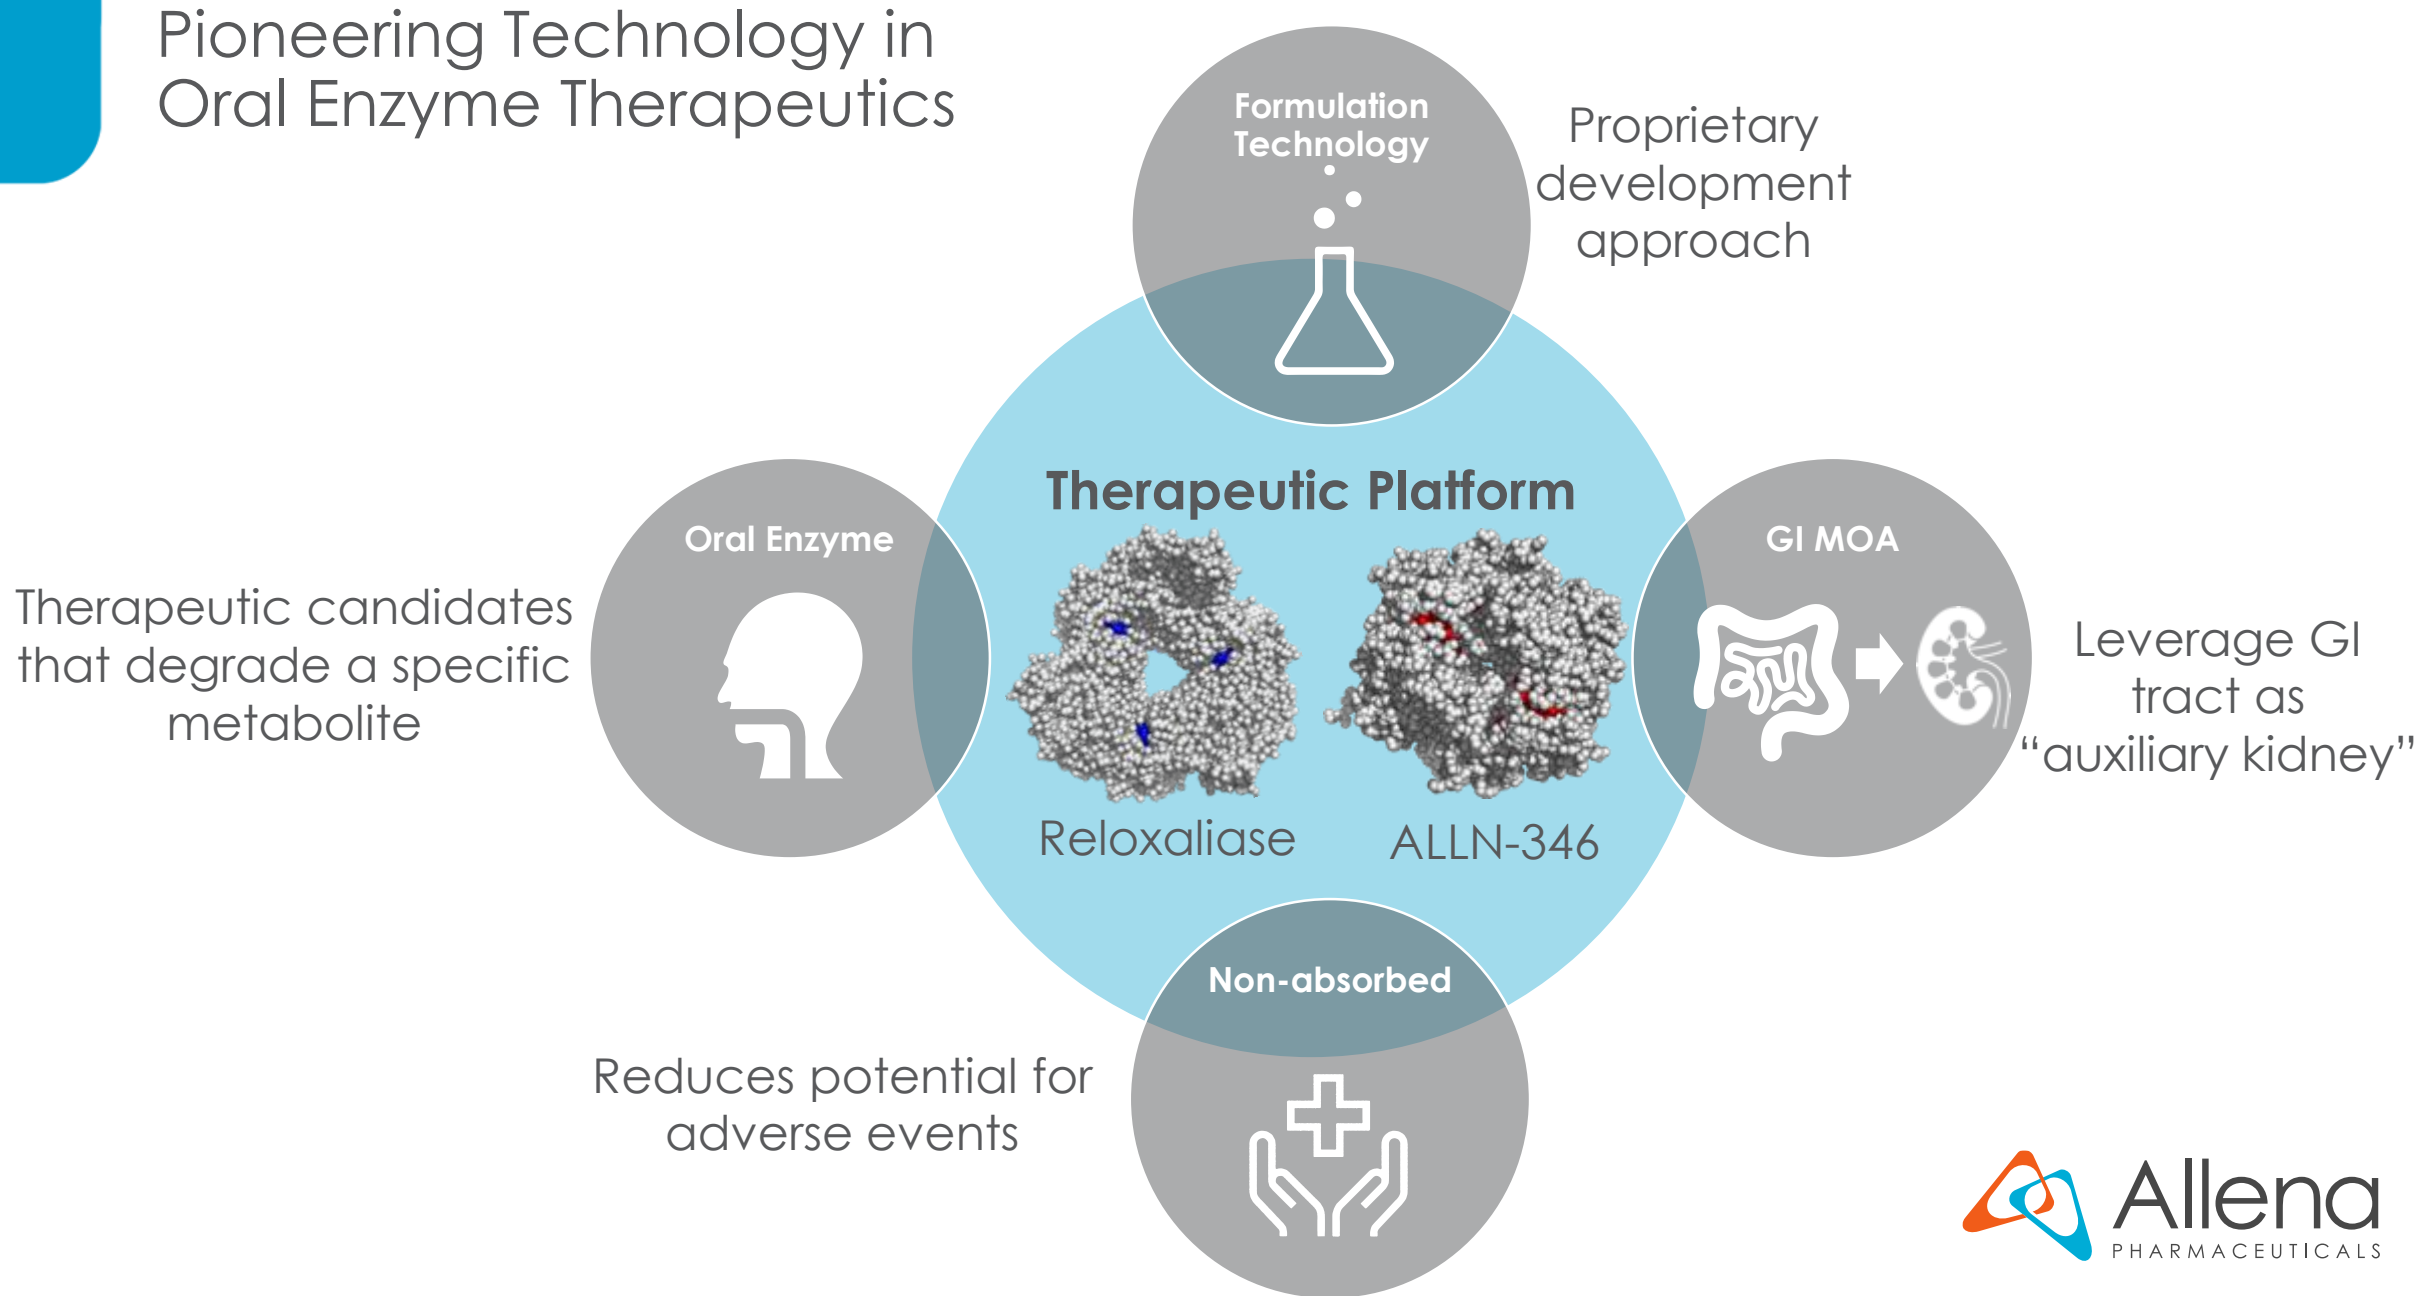 Pioneering Technology in
Oral Enzyme Therapeutics
Formulation
Technology
Proprietary
development
approach
Therapeutic Platform
Oral Enzyme
GI MOA
Therapeutic candidates
that degrade a specific
metabolite
Leverage GI
tract as
“auxiliary kidney”
Reloxaliase
ALLN-346
Non-absorbed
Reduces potential for
adverse events
Allena
PHARMACEUTICALS